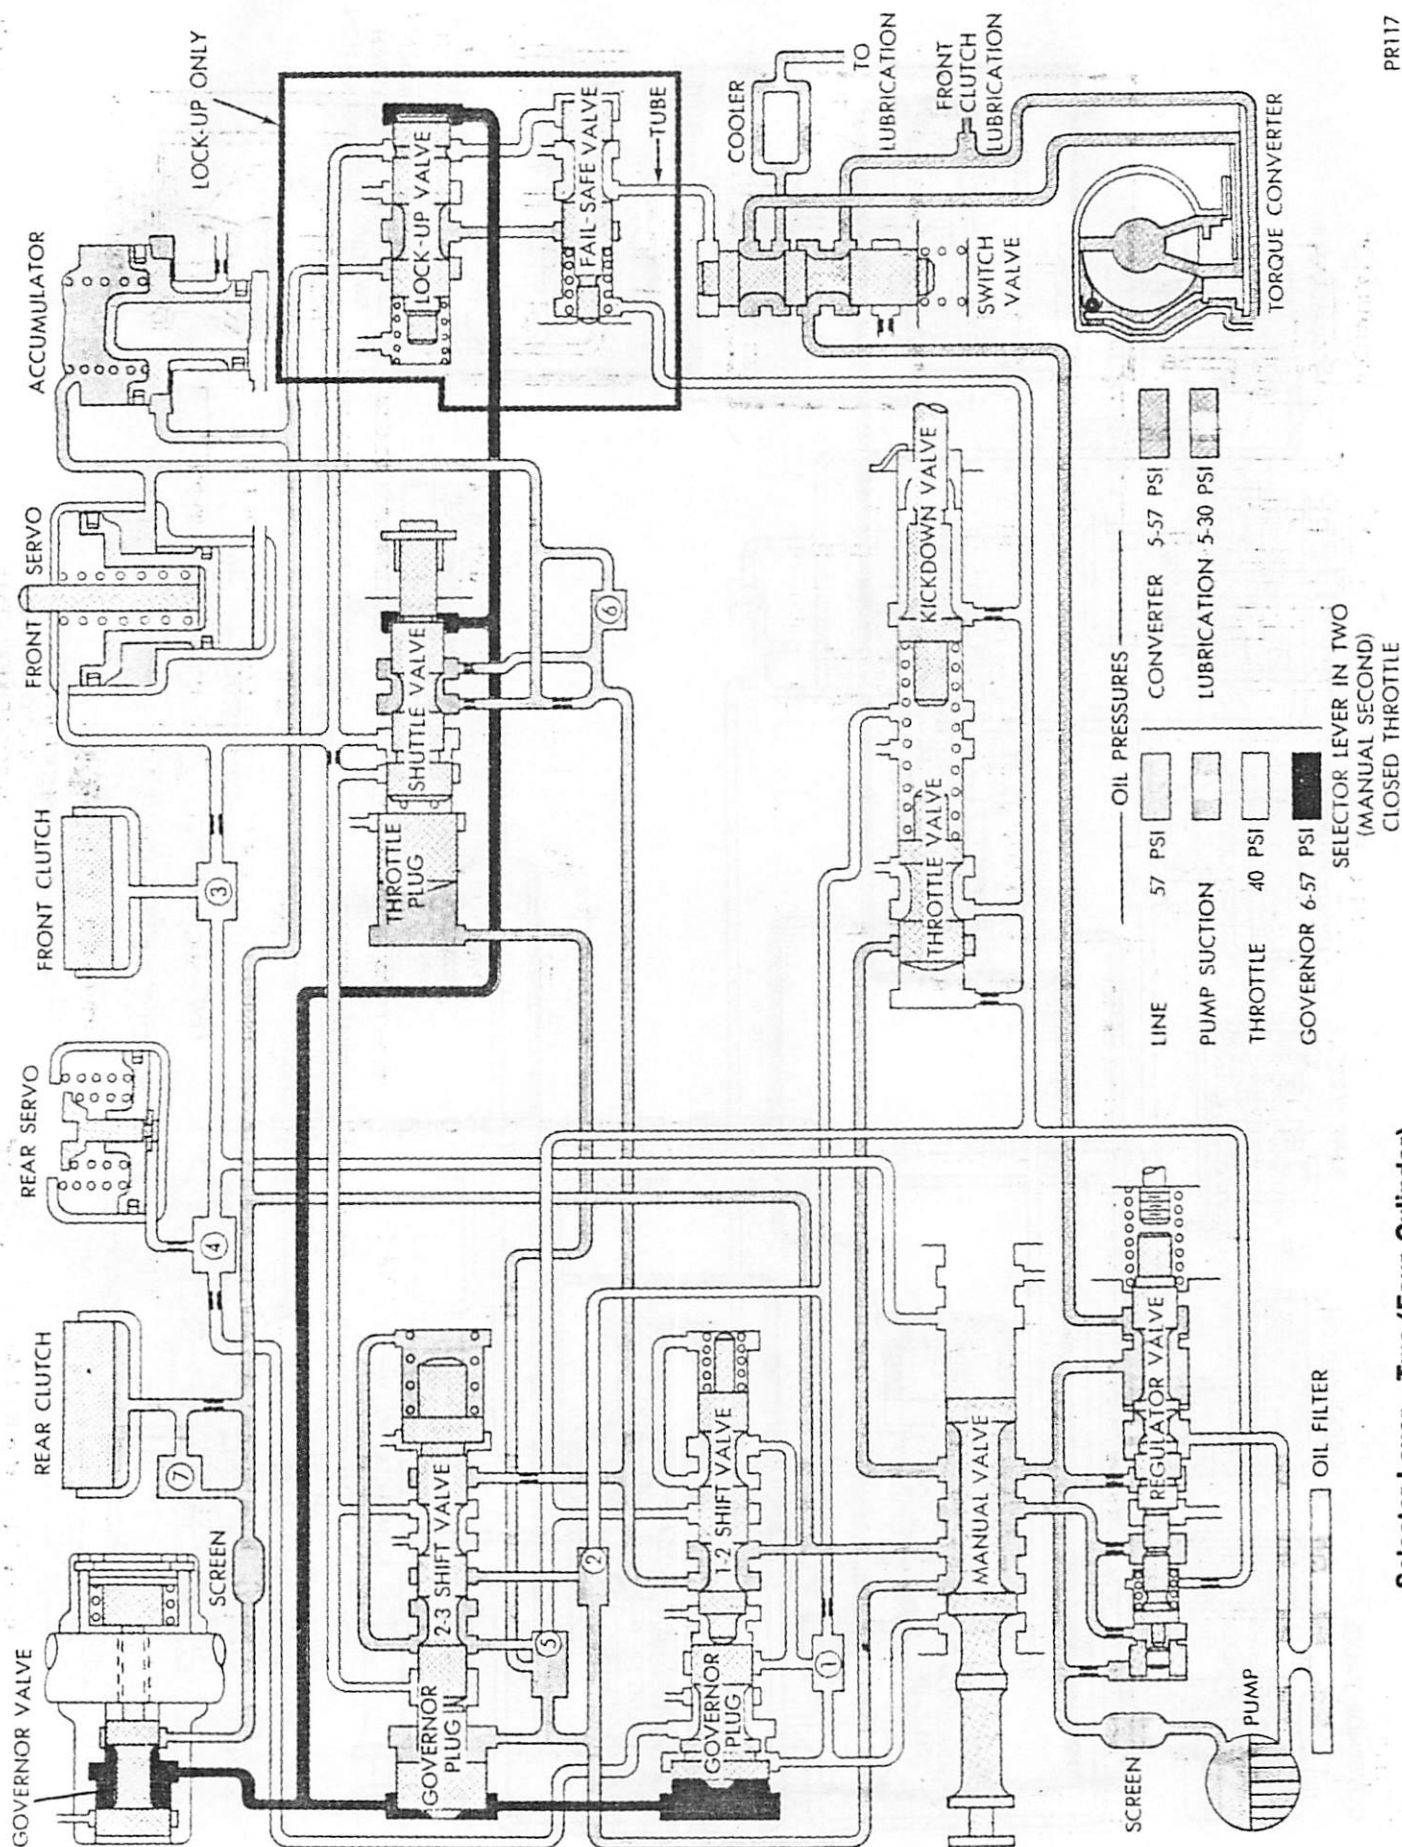 GOVERNOR VALVE
REAR CLUTCH
REAR SERVO
FRONT CLUTCH
FRONT SERVO
ACCUMULATOR
LOCK-UP ONLY
SCREEN
7
4
3
GOVERNOR
PLUG
2-3 SHIFT VALVE
THROTTLE
PLUG
SHUTTLE VALVE
LOCK-UP VALVE
5
2
6
FAIL-SAFE VALVE
TUBE
GOVERNOR
PLUG
1-2 SHIFT VALVE
1
COOLER
TO
LUBRICATION
FRONT
CLUTCH
LUBRICATION
MANUAL VALVE
THROTTLE VALVE
KICKDOWN VALVE
SWITCH
VALVE
SCREEN
REGULATOR VALVE
PUMP
OIL FILTER
TORQUE CONVERTER
OIL PRESSURES
LINE 57 PSI
PUMP SUCTION
THROTTLE 40 PSI
GOVERNOR 6-57 PSI
CONVERTER 5-57 PSI
LUBRICATION 5-30 PSI
SELECTOR LEVER IN TWO
(MANUAL SECOND)
CLOSED THROTTLE
PR117